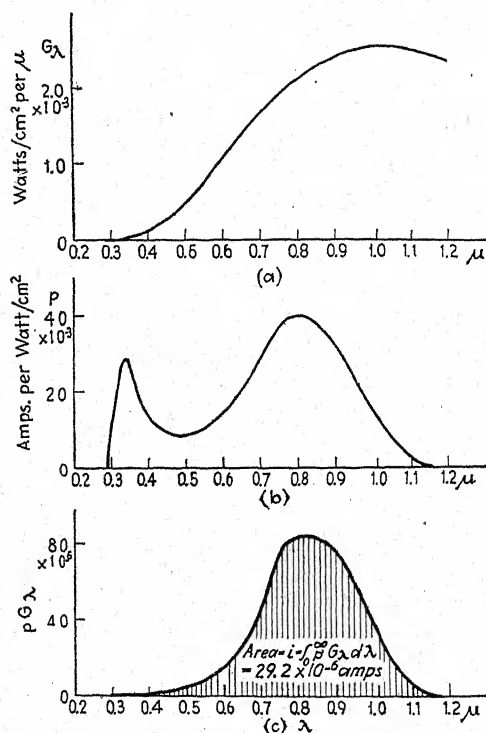 Gλ
Watts/cm² per μ
×10³
2.0
1.0
0
0.2 0.3 0.4 0.5 0.6 0.7 0.8 0.9 1.0 1.1 1.2 μ
(a)
p
Amps. per Watt/cm²
×10³
40
20
0
0.2 0.3 0.4 0.5 0.6 0.7 0.8 0.9 1.0 1.1 1.2 μ
(b)
p Gλ
× 10⁶
80
40
0
Area=i=∫₀^∞ p Gλ dλ
=29.2×10⁻⁶amps
0.2 0.3 0.4 0.5 0.6 0.7 0.8 0.9 1.0 1.1 1.2 μ
(c) λ